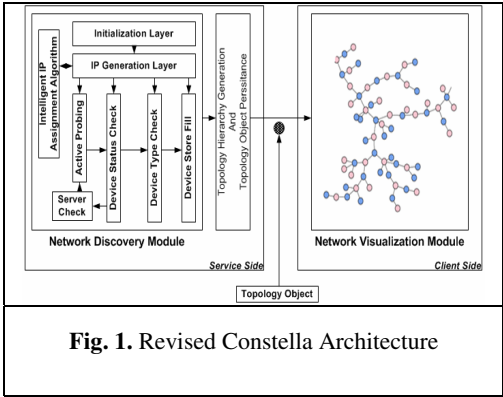 Initialization Layer
IP Generation Layer
Intelligent IP
Assignment Algorithm
Active Probing
Device Status Check
Device Type Check
Device Store Fill
Server
Check
Network Discovery Module
Topology Hierarchy Generation
And
Topology Object Persitance
Service Side
Network Visualization Module
Client Side
Topology Object
Fig. 1. Revised Constella Architecture